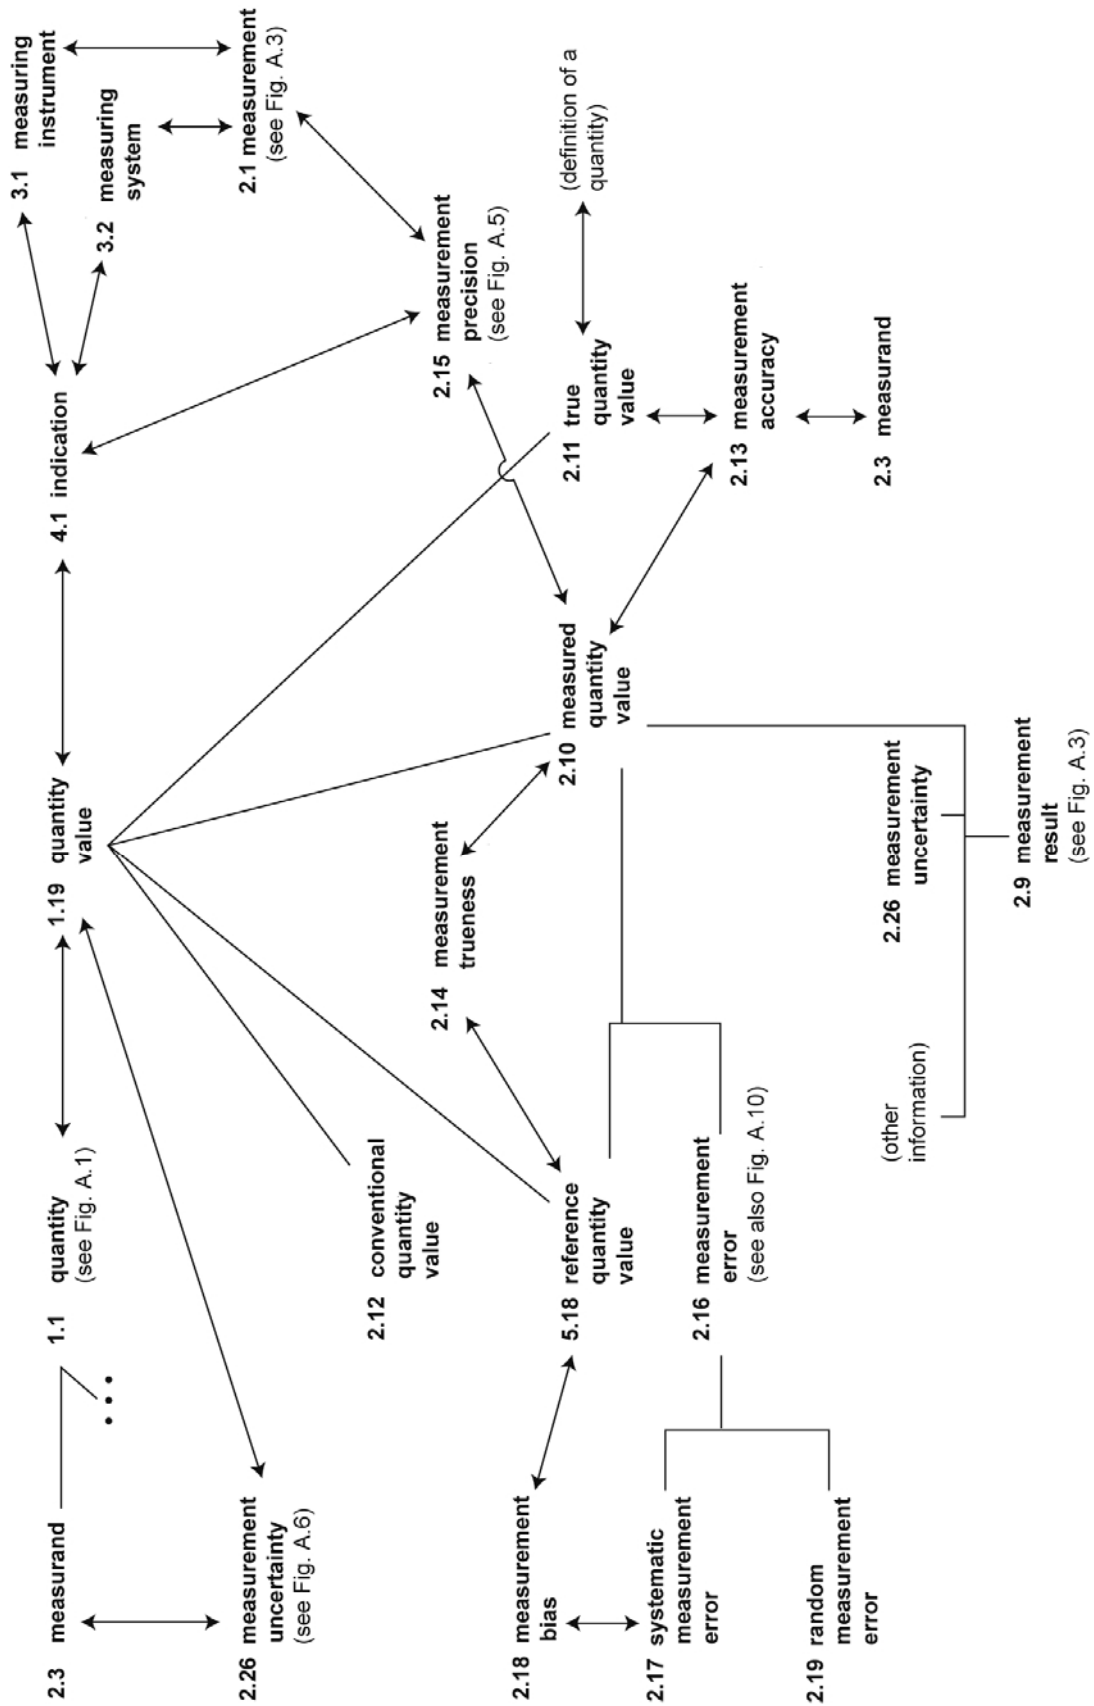 2.3 measurand
1.1 quantity
(see Fig. A.1)
1.19 quantity
value
4.1 indication
3.1 measuring
instrument
3.2 measuring
system
2.1 measurement
(see Fig. A.3)
2.26 measurement
uncertainty
(see Fig. A.6)
• • •
2.12 conventional
quantity
value
2.14 measurement
trueness
2.15 measurement
precision
(see Fig. A.5)
2.18 measurement
bias
5.18 reference
quantity
value
2.10 measured
quantity
value
2.11 true
quantity
value
(definition of a
quantity)
2.17 systematic
measurement
error
2.16 measurement
error
(see also Fig. A.10)
2.13 measurement
accuracy
2.19 random
measurement
error
(other
information)
2.26 measurement
uncertainty
2.3 measurand
2.9 measurement
result
(see Fig. A.3)